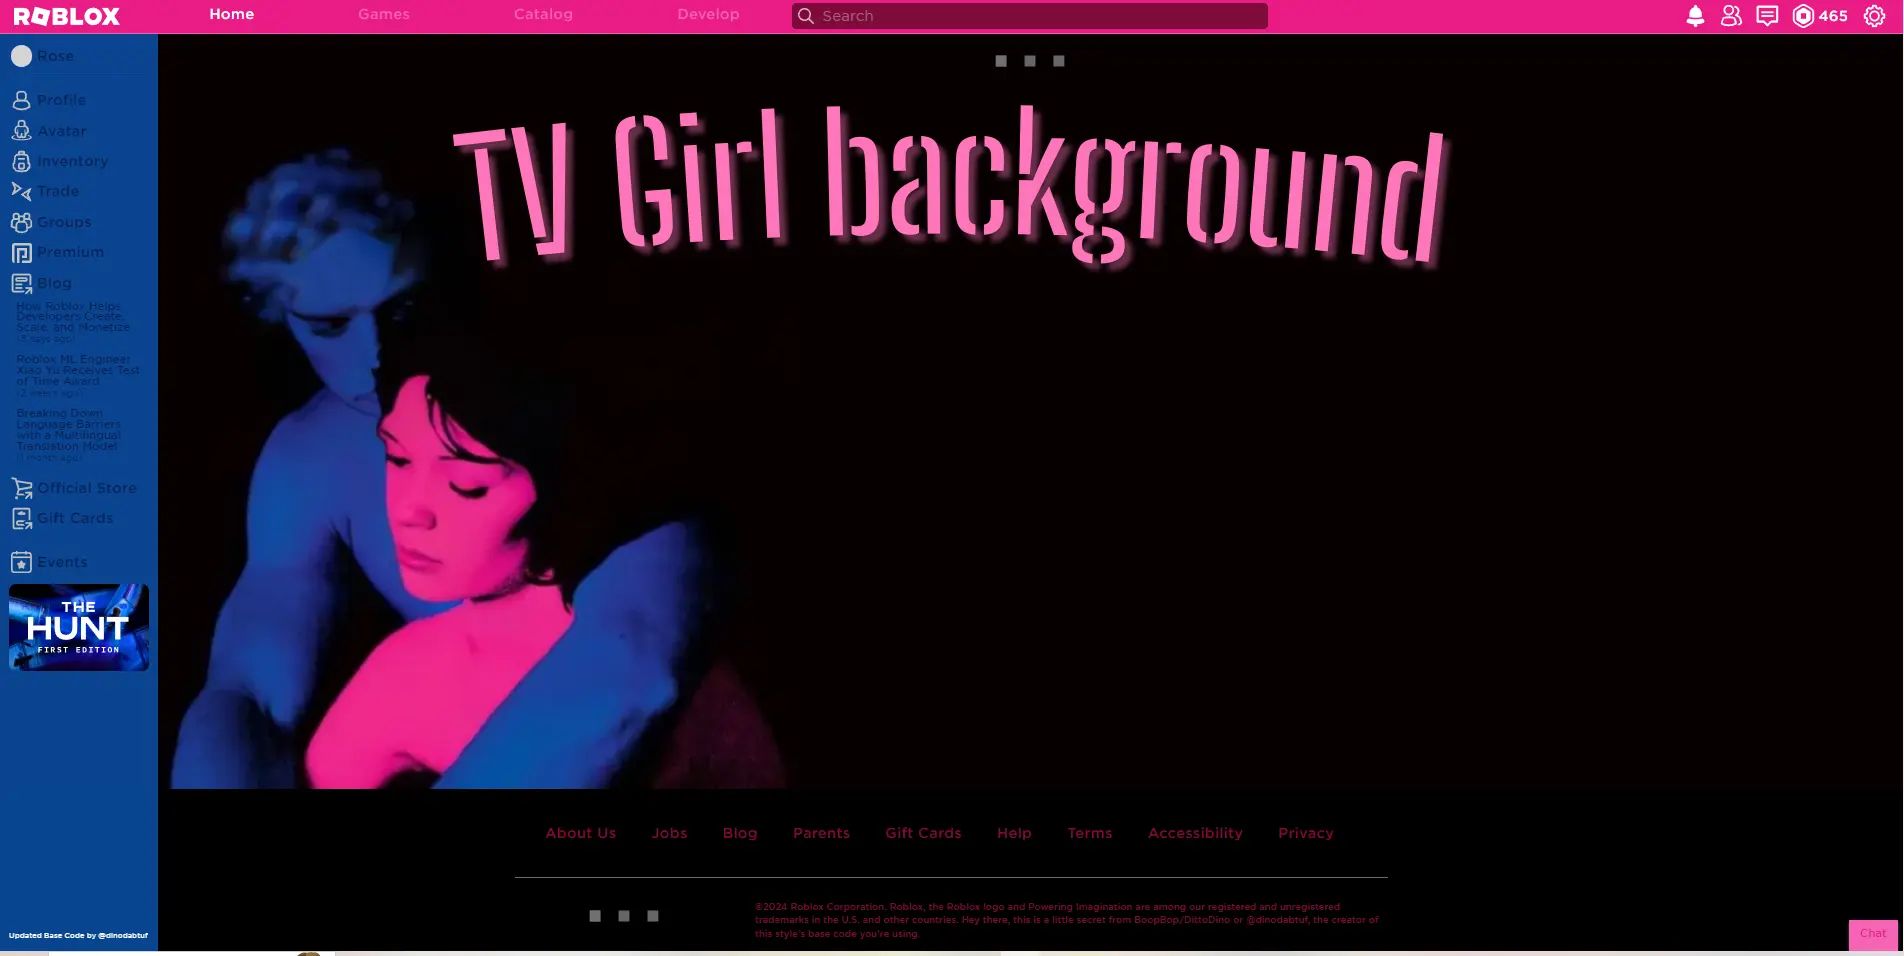 ROBLOX Home Games Catalog Develop Search 465
Rose
Profile
Avatar
Inventory
Trade
Groups
Premium
Blog
How Roblox Helps
Developers Create,
Scale, and Monetize
Roblox ML Engineer
Xiao Yu Receives Test
of Time Award
(2 weeks ago)
Breaking Down
Language Barriers
with a Multilingual
Translation Model
(1 month ago)
Official Store
Gift Cards
Events
THE
HUNT
FIRST EDITION
Updated Base Code by @dinodabtuf
TV Girl background
About Us Jobs Blog Parents Gift Cards Help Terms Accessibility Privacy
©2024 Roblox Corporation. Roblox, the Roblox logo and Powering Imagination are among our registered and unregistered
trademarks in the U.S. and other countries. Hey there, this is a little secret from BoopBop/DittoDino or @dinodabtuf, the creator of
this style's base code you're using.
Chat